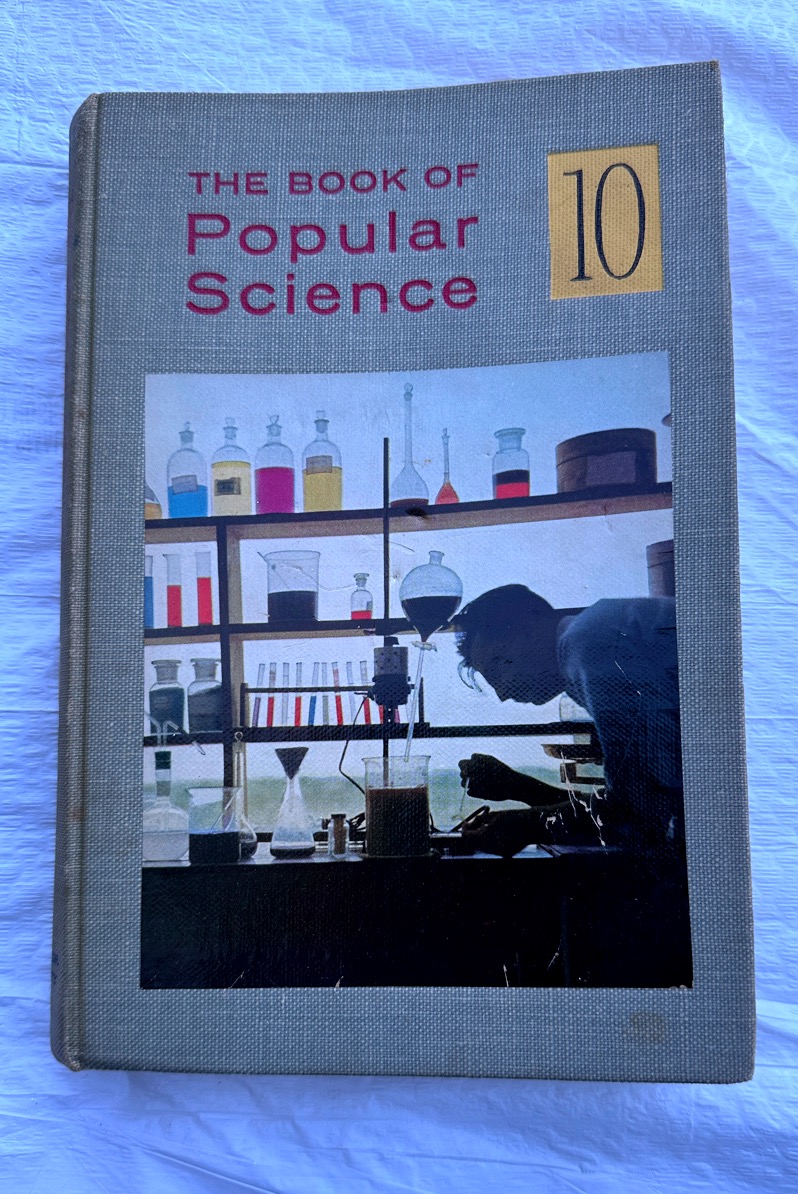 THE BOOK OF
Popular
Science
10